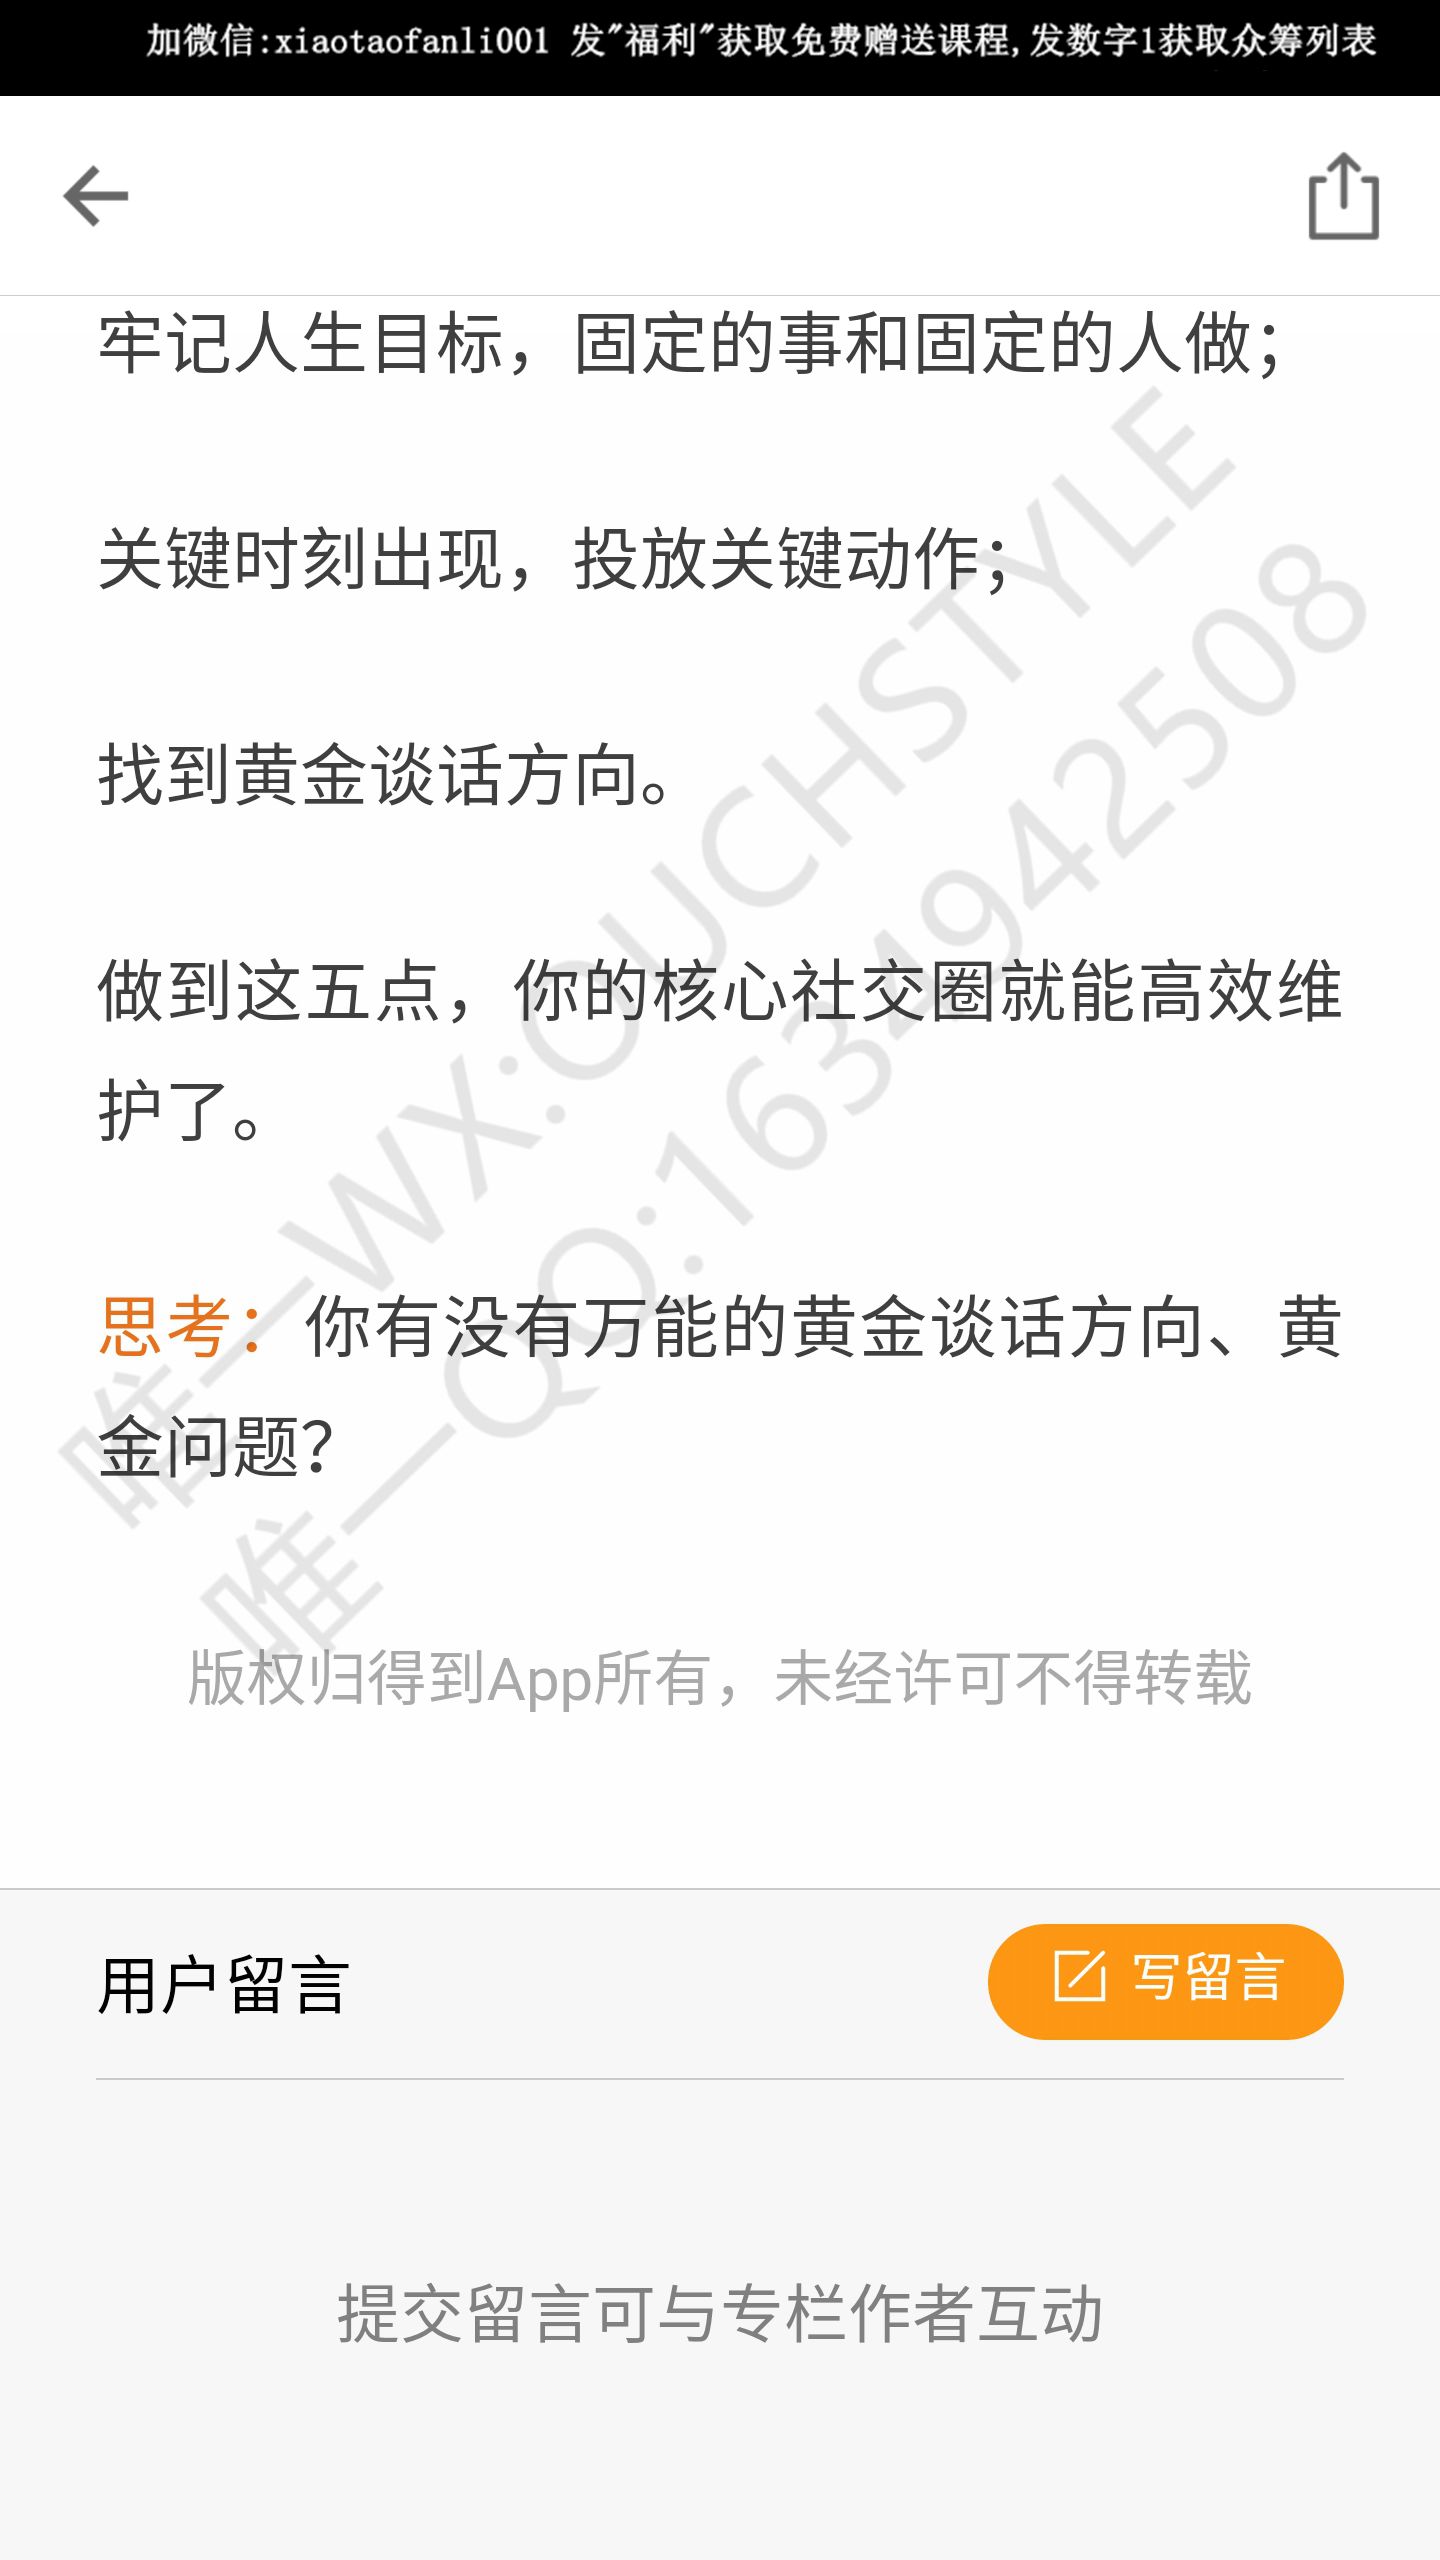 加微信:xiaotaofanli001 发"福利"获取免费赠送课程,发数字1获取众筹列表
牢记人生目标，固定的事和固定的人做；
关键时刻出现，投放关键动作；
找到黄金谈话方向。
做到这五点，你的核心社交圈就能高效维
护了。
思考：你有没有万能的黄金谈话方向、黄
金问题？
唯一WX:OUCHSTYLE
唯一QQ:1634942508
版权归得到App所有，未经许可不得转载
用户留言
写留言
提交留言可与专栏作者互动